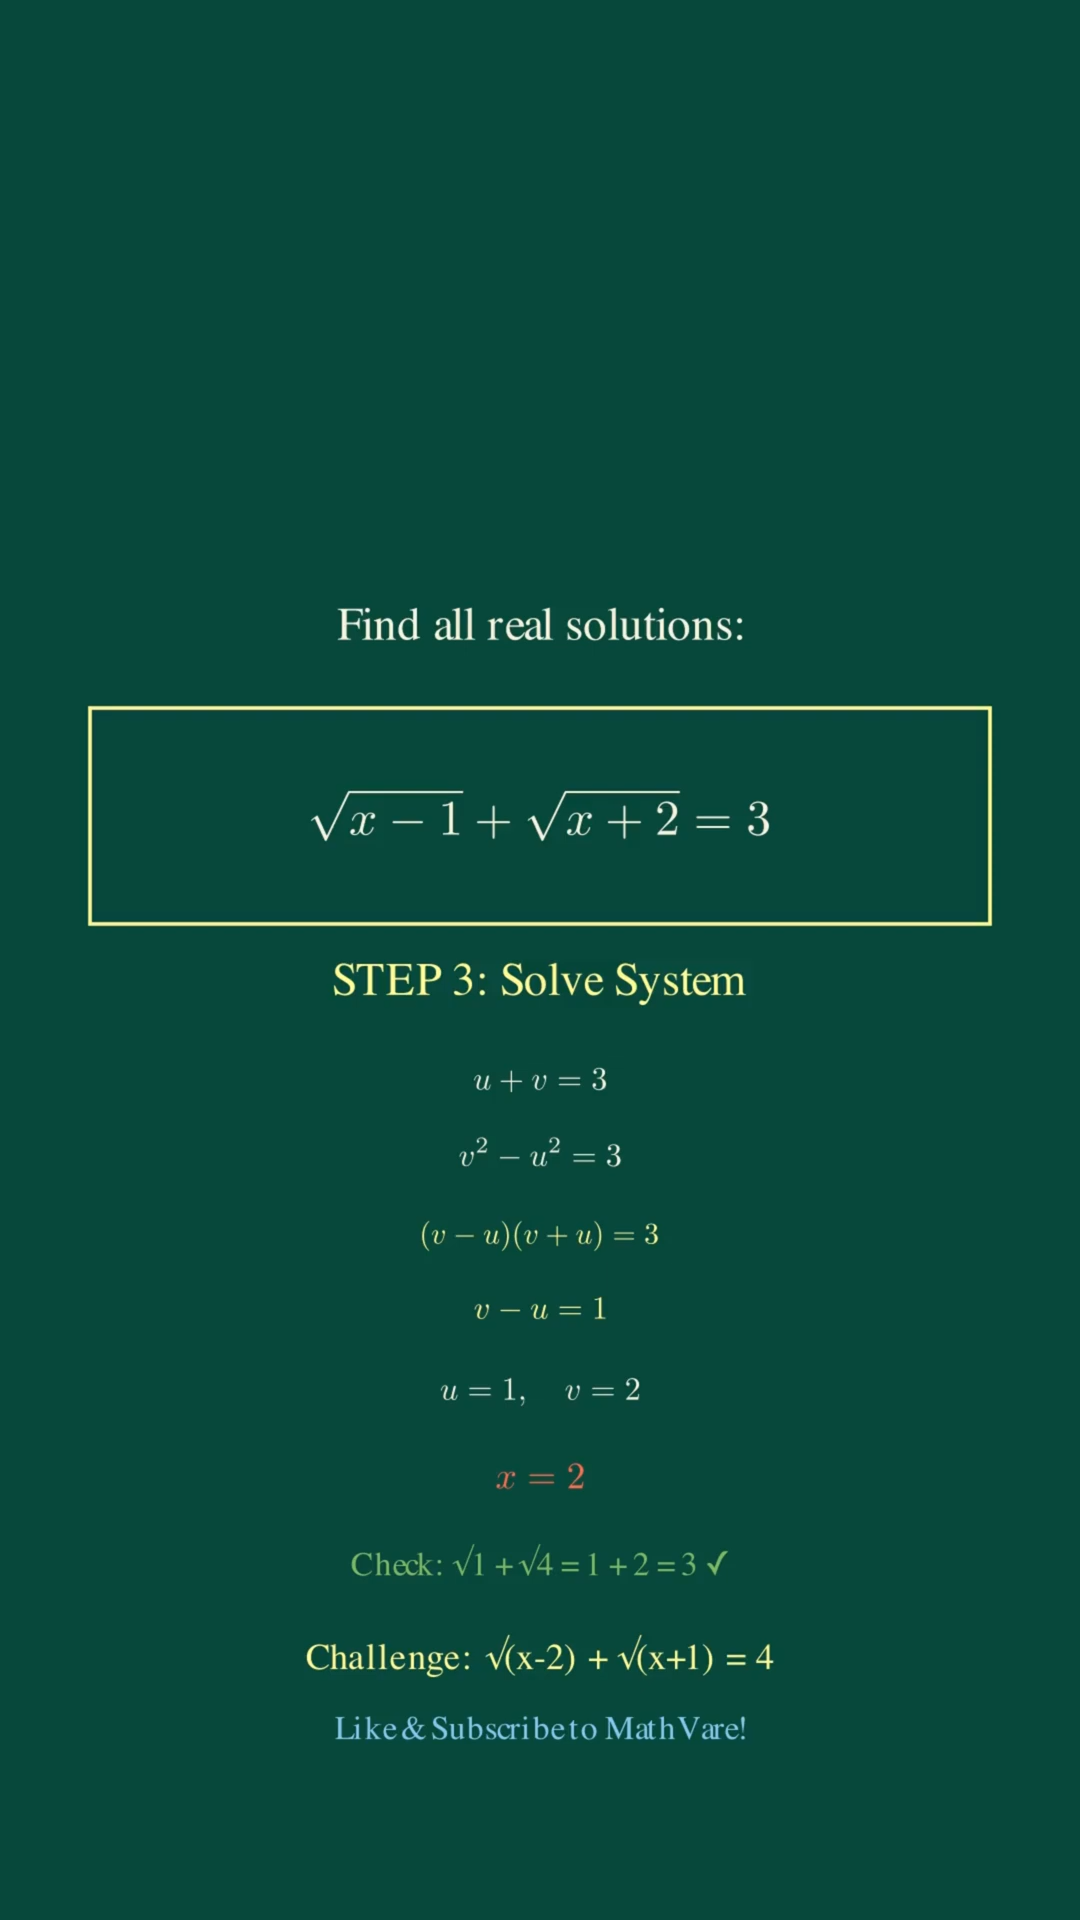 Find all real solutions:
√x − 1 + √x + 2 = 3
STEP 3: Solve System
u + v = 3
v² − u² = 3
(v − u)(v + u) = 3
v − u = 1
u = 1, v = 2
x = 2
Check: √1 + √4 = 1 + 2 = 3 ✓
Challenge: √(x-2) + √(x+1) = 4
Like & Subscribe to MathVare!